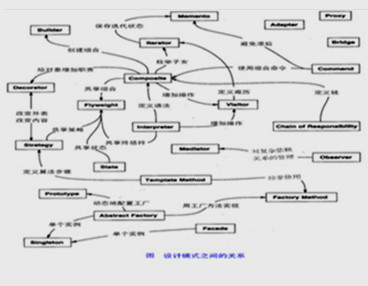 Memento
Proxy
Builder
保存迭代状态
Adapter
Iterator
避免滞后
Bridge
创建组合
枚举子女
Composite
使用组合命令
Command
给对象增加职责
Decorator
共享组合
增加操作
定义遍历
定义链
Flyweight
定义语法
Visitor
改变外表
改变内容
Interpreter
增加操作
Chain of Responsibility
共享策略
共享终结符
Strategy
共享状态
Mediator
对复杂依赖
关系的管理
Observer
State
定义算法步骤
Template Method
经常使用
Prototype
动态地配置工厂
Factory Method
Abstract Factory
用工厂方法实现
单个实例
Facade
单个实例
Singleton
图 设计模式之间的关系